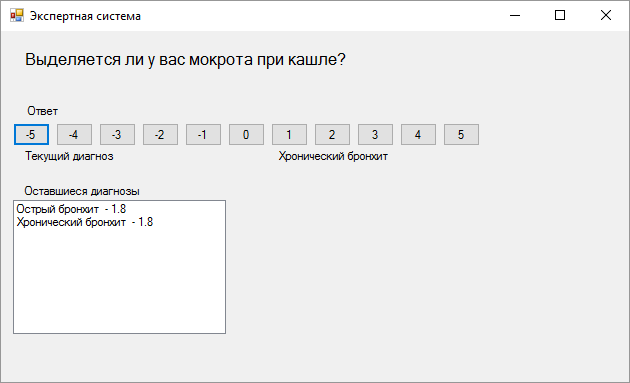 Экспертная система
Выделяется ли у вас мокрота при кашле?
Ответ
-5 -4 -3 -2 -1 0 1 2 3 4 5
Текущий диагноз Хронический бронхит
Оставшиеся диагнозы
Острый бронхит - 1.8
Хронический бронхит - 1.8